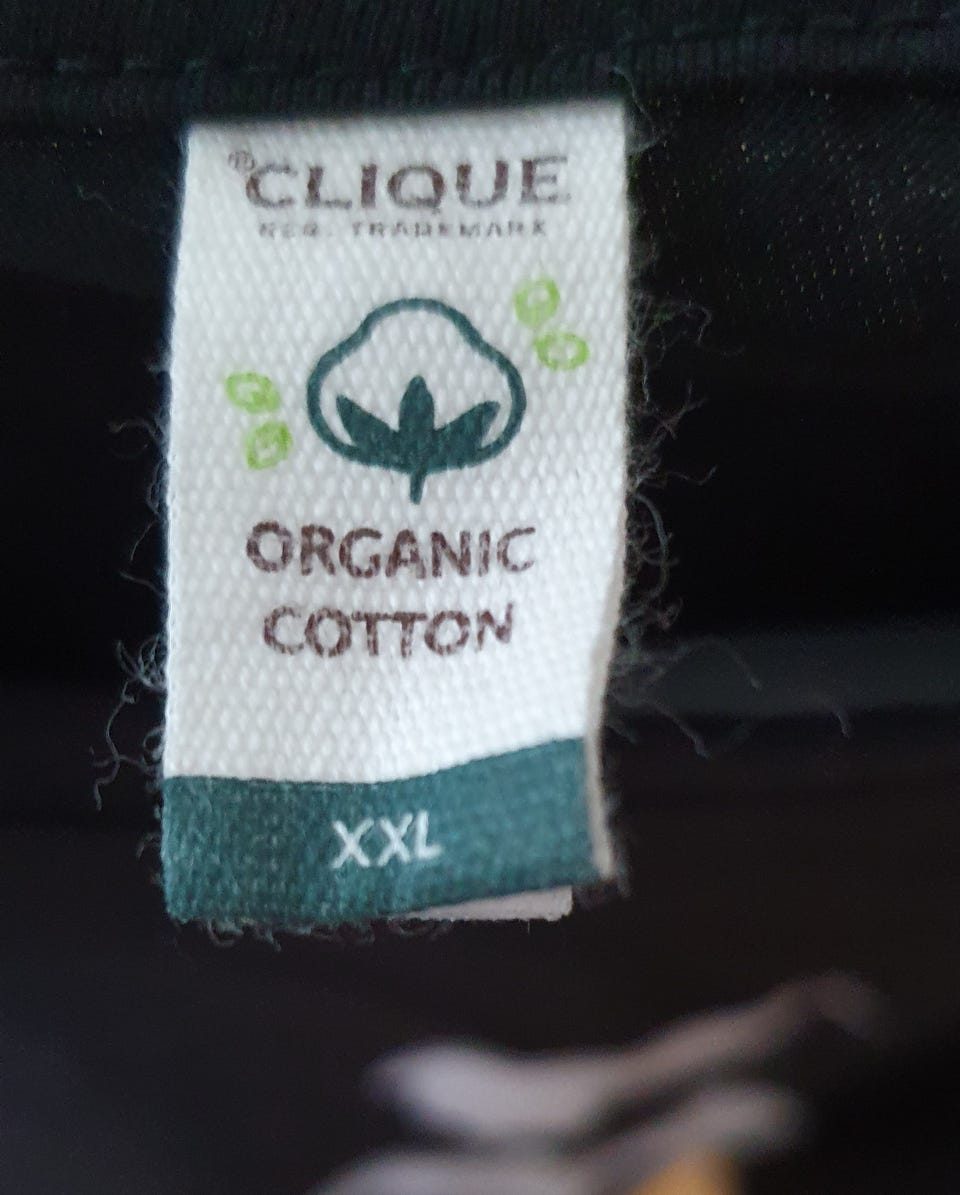 ®CLIQUE
REG. TRADEMARK
ORGANIC
COTTON
XXL